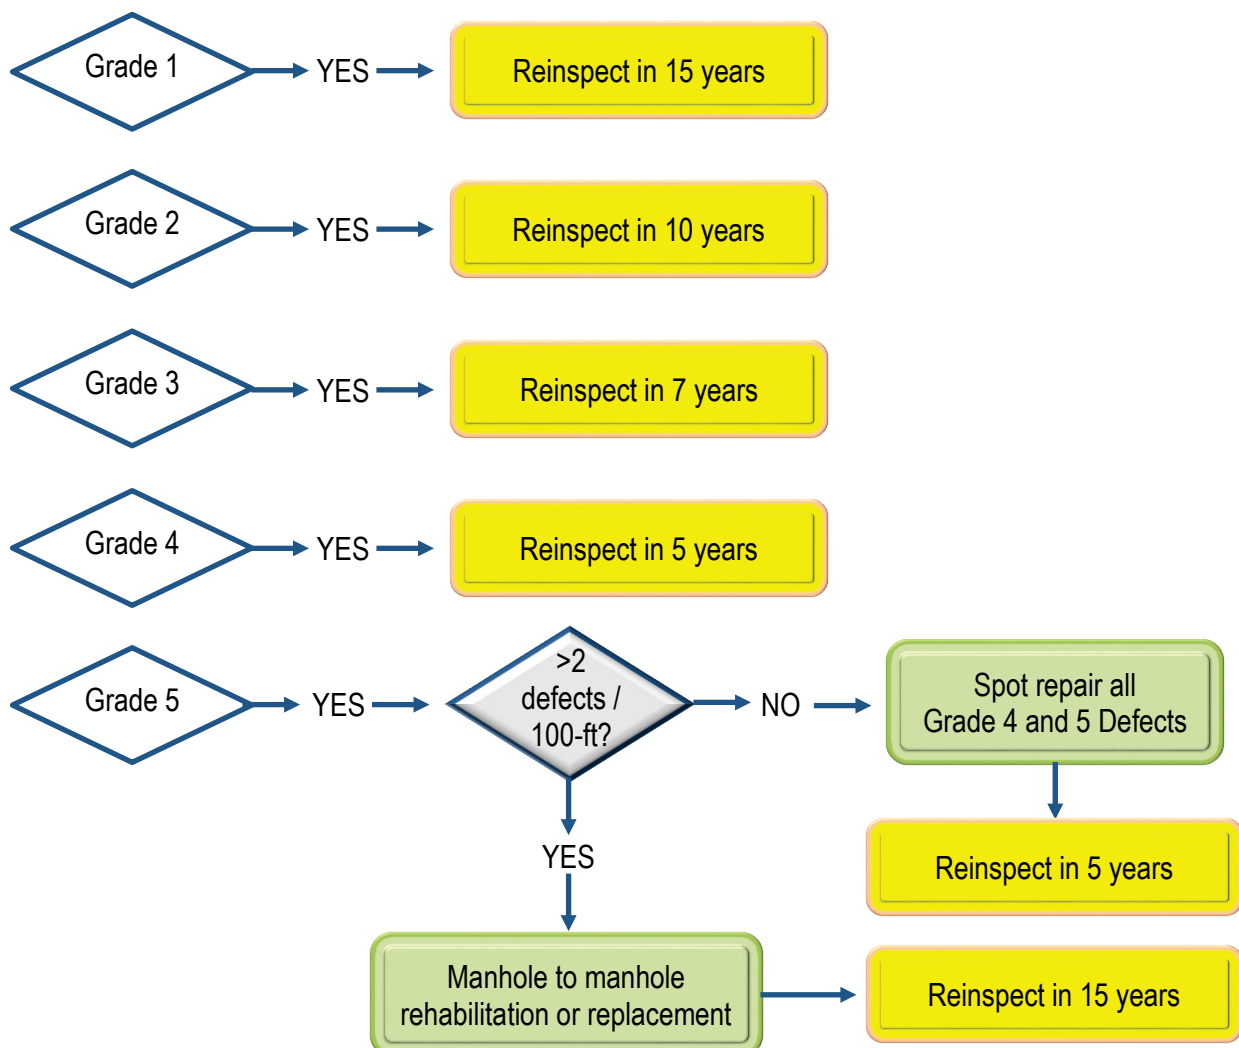 Grade 1
YES
Reinspect in 15 years
Grade 2
YES
Reinspect in 10 years
Grade 3
YES
Reinspect in 7 years
Grade 4
YES
Reinspect in 5 years
Grade 5
YES
>2
defects /
100-ft?
NO
Spot repair all
Grade 4 and 5 Defects
Reinspect in 5 years
YES
Manhole to manhole
rehabilitation or replacement
Reinspect in 15 years